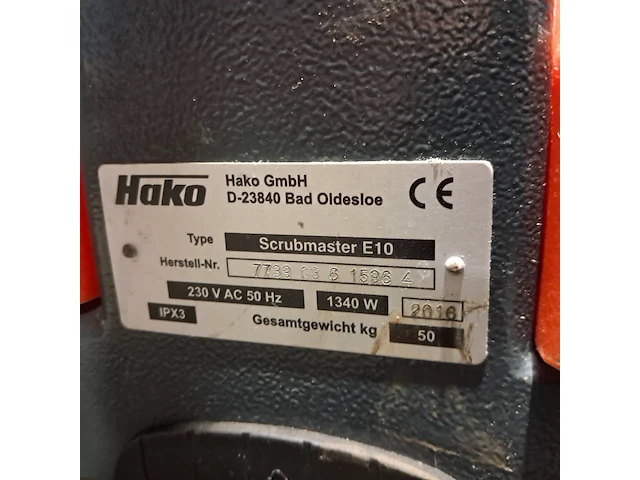 Hako
Hako GmbH
D-23840 Bad Oldesloe
CE
Type Scrubmaster E10
Herstell-Nr.
230 V AC 50 Hz 1340 W 2016
IPX3 Gesamtgewicht kg 50